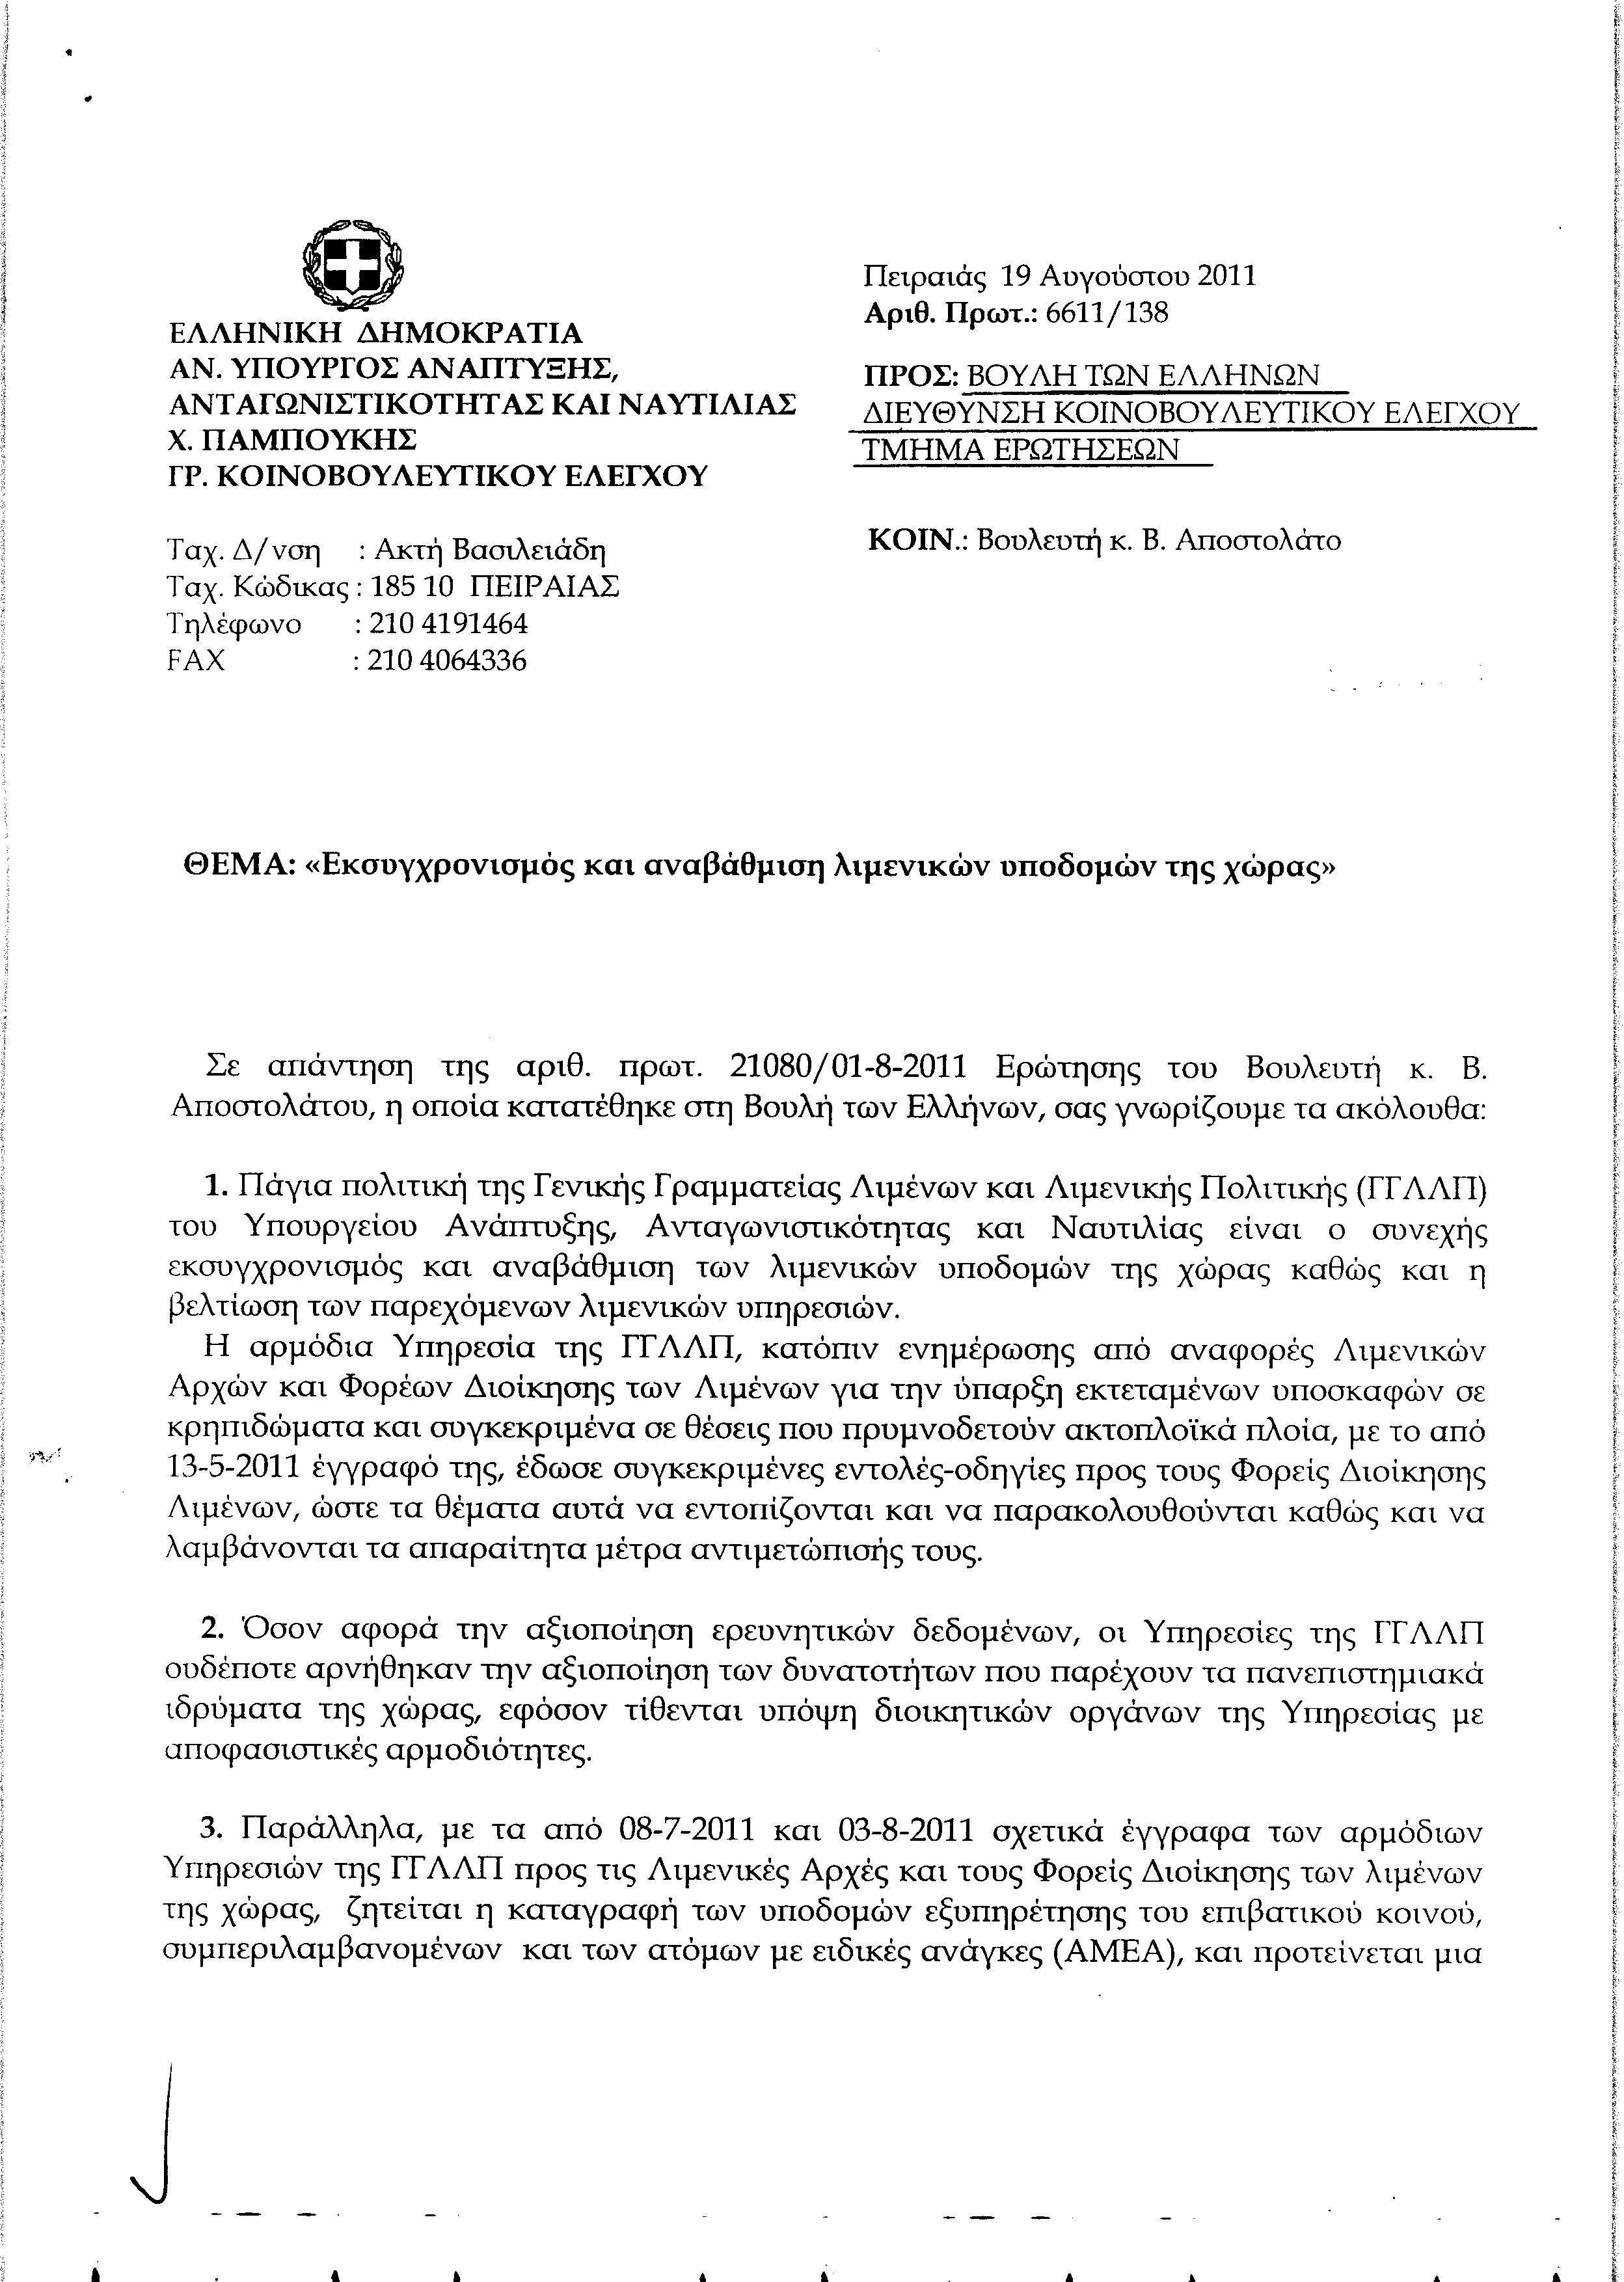 ΕΛΛΗΝΙΚΗ ΔΗΜΟΚΡΑΤΙΑ
ΑΝ. ΥΠΟΥΡΓΟΣ ΑΝΑΠΤΥΞΗΣ,
ΑΝΤΑΓΩΝΙΣΤΙΚΟΤΗΤΑΣ ΚΑΙ ΝΑΥΤΙΛΙΑΣ
Χ. ΠΑΜΠΟΥΚΗΣ
ΓΡ. ΚΟΙΝΟΒΟΥΛΕΥΤΙΚΟΥ ΕΛΕΓΧΟΥ
Ταχ. Δ/νση : Ακτή Βασιλειάδη
Ταχ. Κώδικας : 185 10 ΠΕΙΡΑΙΑΣ
Τηλέφωνο : 210 4191464
FAX : 210 4064336
Πειραιάς 19 Αυγούστου 2011
Αριθ. Πρωτ.: 6611/138
ΠΡΟΣ: ΒΟΥΛΗ ΤΩΝ ΕΛΛΗΝΩΝ
ΔΙΕΥΘΥΝΣΗ ΚΟΙΝΟΒΟΥΛΕΥΤΙΚΟΥ ΕΛΕΓΧΟΥ
ΤΜΗΜΑ ΕΡΩΤΗΣΕΩΝ
ΚΟΙΝ.: Βουλευτή κ. Β. Αποστολάτο
ΘΕΜΑ: «Εκσυγχρονισμός και αναβάθμιση λιμενικών υποδομών της χώρας»
Σε απάντηση της αριθ. πρωτ. 21080/01-8-2011 Ερώτησης του Βουλευτή κ. Β.
Αποστολάτου, η οποία κατατέθηκε στη Βουλή των Ελλήνων, σας γνωρίζουμε τα ακόλουθα:
1. Πάγια πολιτική της Γενικής Γραμματείας Λιμένων και Λιμενικής Πολιτικής (ΓΓΛΛΠ)
του Υπουργείου Ανάπτυξης, Ανταγωνιστικότητας και Ναυτιλίας είναι ο συνεχής
εκσυγχρονισμός και αναβάθμιση των λιμενικών υποδομών της χώρας καθώς και η
βελτίωση των παρεχόμενων λιμενικών υπηρεσιών.
Η αρμόδια Υπηρεσία της ΓΓΛΛΠ, κατόπιν ενημέρωσης από αναφορές Λιμενικών
Αρχών και Φορέων Διοίκησης των Λιμένων για την ύπαρξη εκτεταμένων υποσκαφών σε
κρηπιδώματα και συγκεκριμένα σε θέσεις που πρυμνοδετούν ακτοπλοϊκά πλοία, με το από
13-5-2011 έγγραφό της, έδωσε συγκεκριμένες εντολές-οδηγίες προς τους Φορείς Διοίκησης
Λιμένων, ώστε τα θέματα αυτά να εντοπίζονται και να παρακολουθούνται καθώς και να
λαμβάνονται τα απαραίτητα μέτρα αντιμετώπισής τους.
2. Όσον αφορά την αξιοποίηση ερευνητικών δεδομένων, οι Υπηρεσίες της ΓΓΛΛΠ
ουδέποτε αρνήθηκαν την αξιοποίηση των δυνατοτήτων που παρέχουν τα πανεπιστημιακά
ιδρύματα της χώρας, εφόσον τίθενται υπόψη διοικητικών οργάνων της Υπηρεσίας με
αποφασιστικές αρμοδιότητες.
3. Παράλληλα, με τα από 08-7-2011 και 03-8-2011 σχετικά έγγραφα των αρμόδιων
Υπηρεσιών της ΓΓΛΛΠ προς τις Λιμενικές Αρχές και τους Φορείς Διοίκησης των λιμένων
της χώρας, ζητείται η καταγραφή των υποδομών εξυπηρέτησης του επιβατικού κοινού,
συμπεριλαμβανομένων και των ατόμων με ειδικές ανάγκες (ΑΜΕΑ), και προτείνεται μια